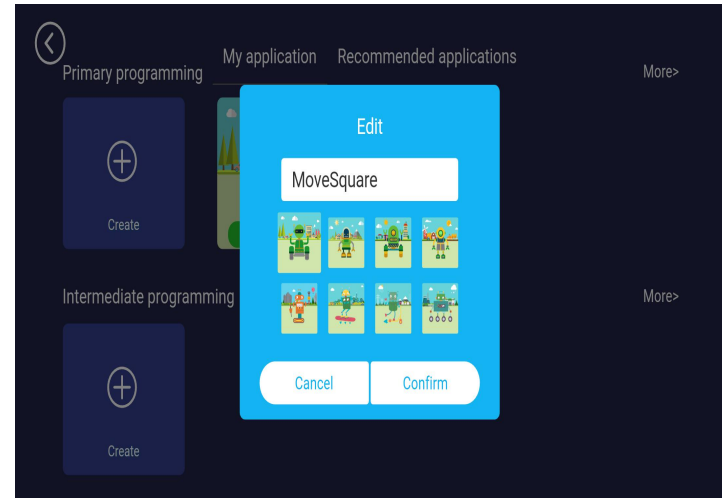 My application Recommended applications
Primary programming More>
Edit
MoveSquare
Create
Intermediate programming More>
Cancel Confirm
Create